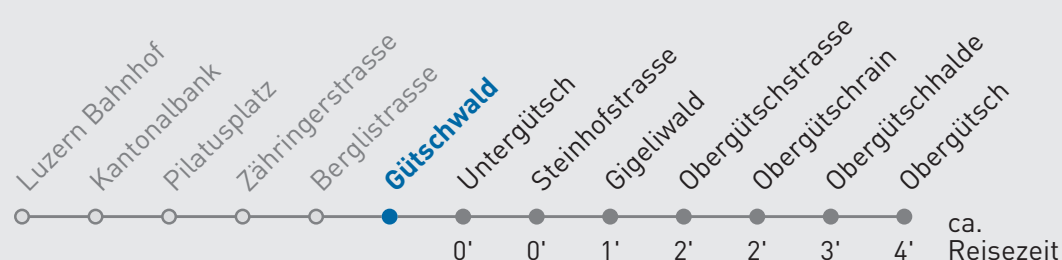 Luzern Bahnhof
Kantonalbank
Pilatusplatz
Zähringerstrasse
Berglistrasse
Gütschwald
Untergütsch
Steinhofstrasse
Gigeliwald
Obergütschstrasse
Obergütschrain
Obergütschhalde
Obergütsch
ca.
0' 0' 1' 2' 2' 3' 4' Reisezeit